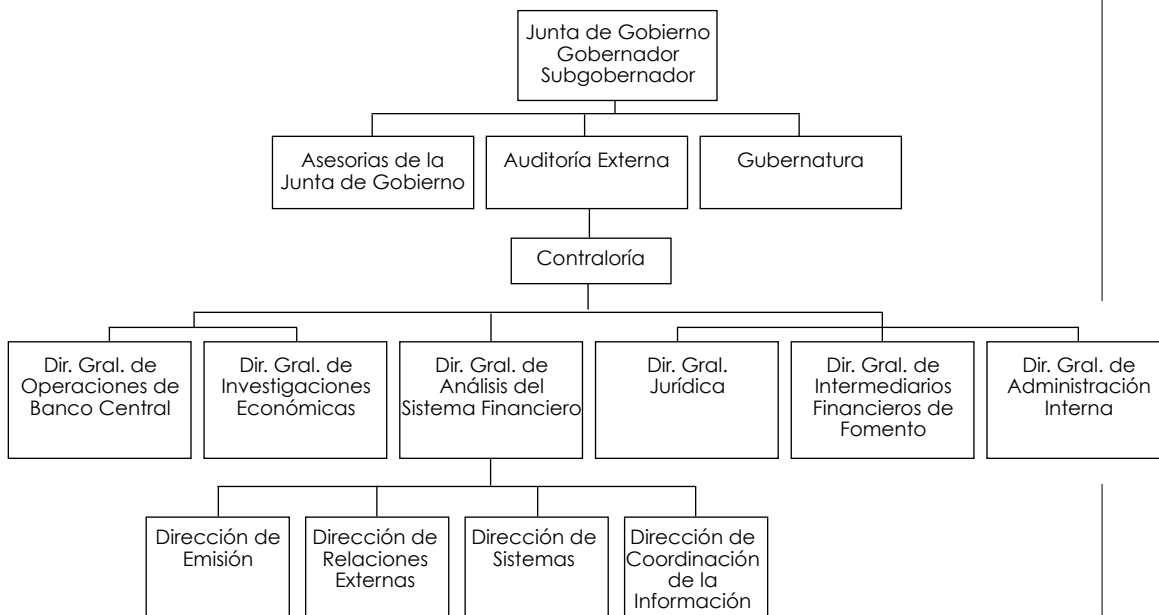 Junta de Gobierno
Gobernador
Subgobernador
Asesorias de la
Junta de Gobierno
Auditoría Externa
Gubernatura
Contraloría
Dir. Gral. de
Operaciones de
Banco Central
Dir. Gral. de
Investigaciones
Económicas
Dir. Gral. de
Análisis del
Sistema Financiero
Dir. Gral.
Jurídica
Dir. Gral. de
Intermediarios
Financieros de
Fomento
Dir. Gral. de
Administración
Interna
Dirección de
Emisión
Dirección de
Relaciones
Externas
Dirección de
Sistemas
Dirección de
Coordinación
de la
Información